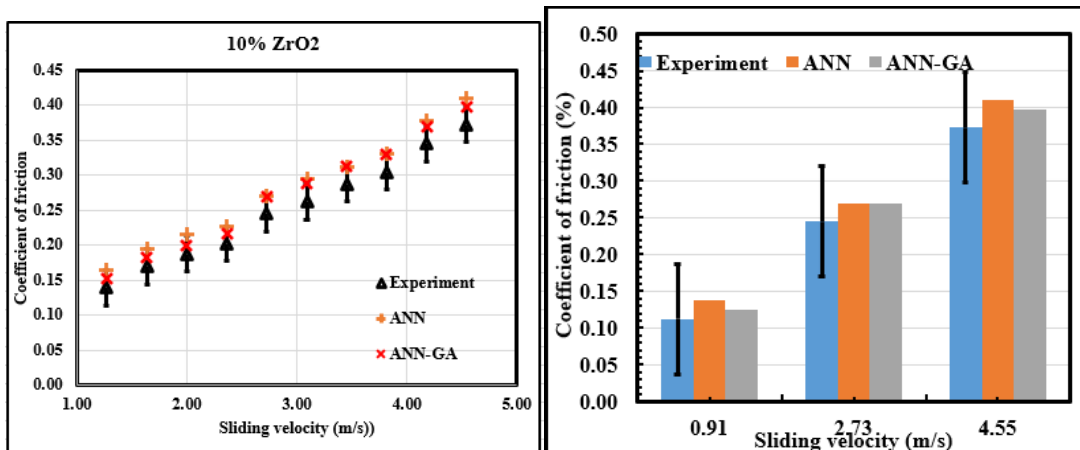 10% ZrO2
0.45
0.40
0.35
0.30
0.25
0.20
0.15
0.10
0.05
0.00
Coefficient of friction
Experiment
ANN
ANN-GA
1.00 2.00 3.00 4.00 5.00
Sliding velocity (m/s))
0.50
0.45
0.40
0.35
0.30
0.25
0.20
0.15
0.10
0.05
0.00
Coefficient of friction (%)
Experiment ANN ANN-GA
0.91 2.73 4.55
Sliding velocity (m/s)